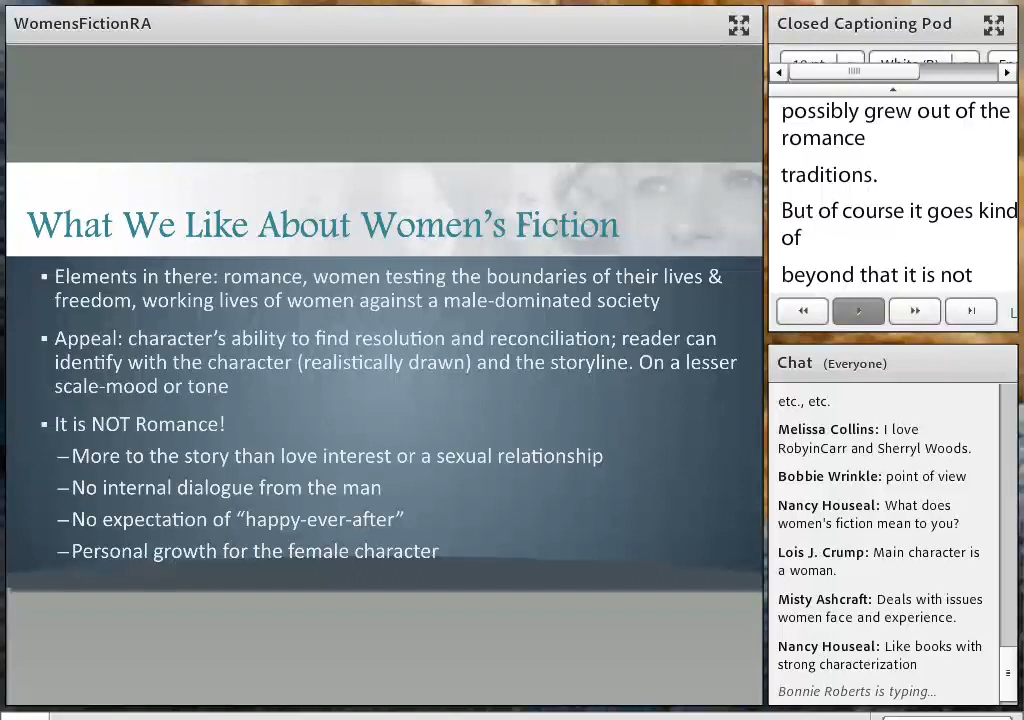 WomensFictionRA
What We Like About Women's Fiction
▪ Elements in there: romance, women testing the boundaries of their lives &
freedom, working lives of women against a male-dominated society
▪ Appeal: character's ability to find resolution and reconciliation; reader can
identify with the character (realistically drawn) and the storyline. On a lesser
scale-mood or tone
▪ It is NOT Romance!
–More to the story than love interest or a sexual relationship
–No internal dialogue from the man
–No expectation of “happy-ever-after”
–Personal growth for the female character
Closed Captioning Pod
possibly grew out of the
romance
traditions.
But of course it goes kind
of
beyond that it is not
Chat (Everyone)
etc., etc.
Melissa Collins: I love
RobyinCarr and Sherryl Woods.
Bobbie Wrinkle: point of view
Nancy Houseal: What does
women's fiction mean to you?
Lois J. Crump: Main character is
a woman.
Misty Ashcraft: Deals with issues
women face and experience.
Nancy Houseal: Like books with
strong characterization
Bonnie Roberts is typing...